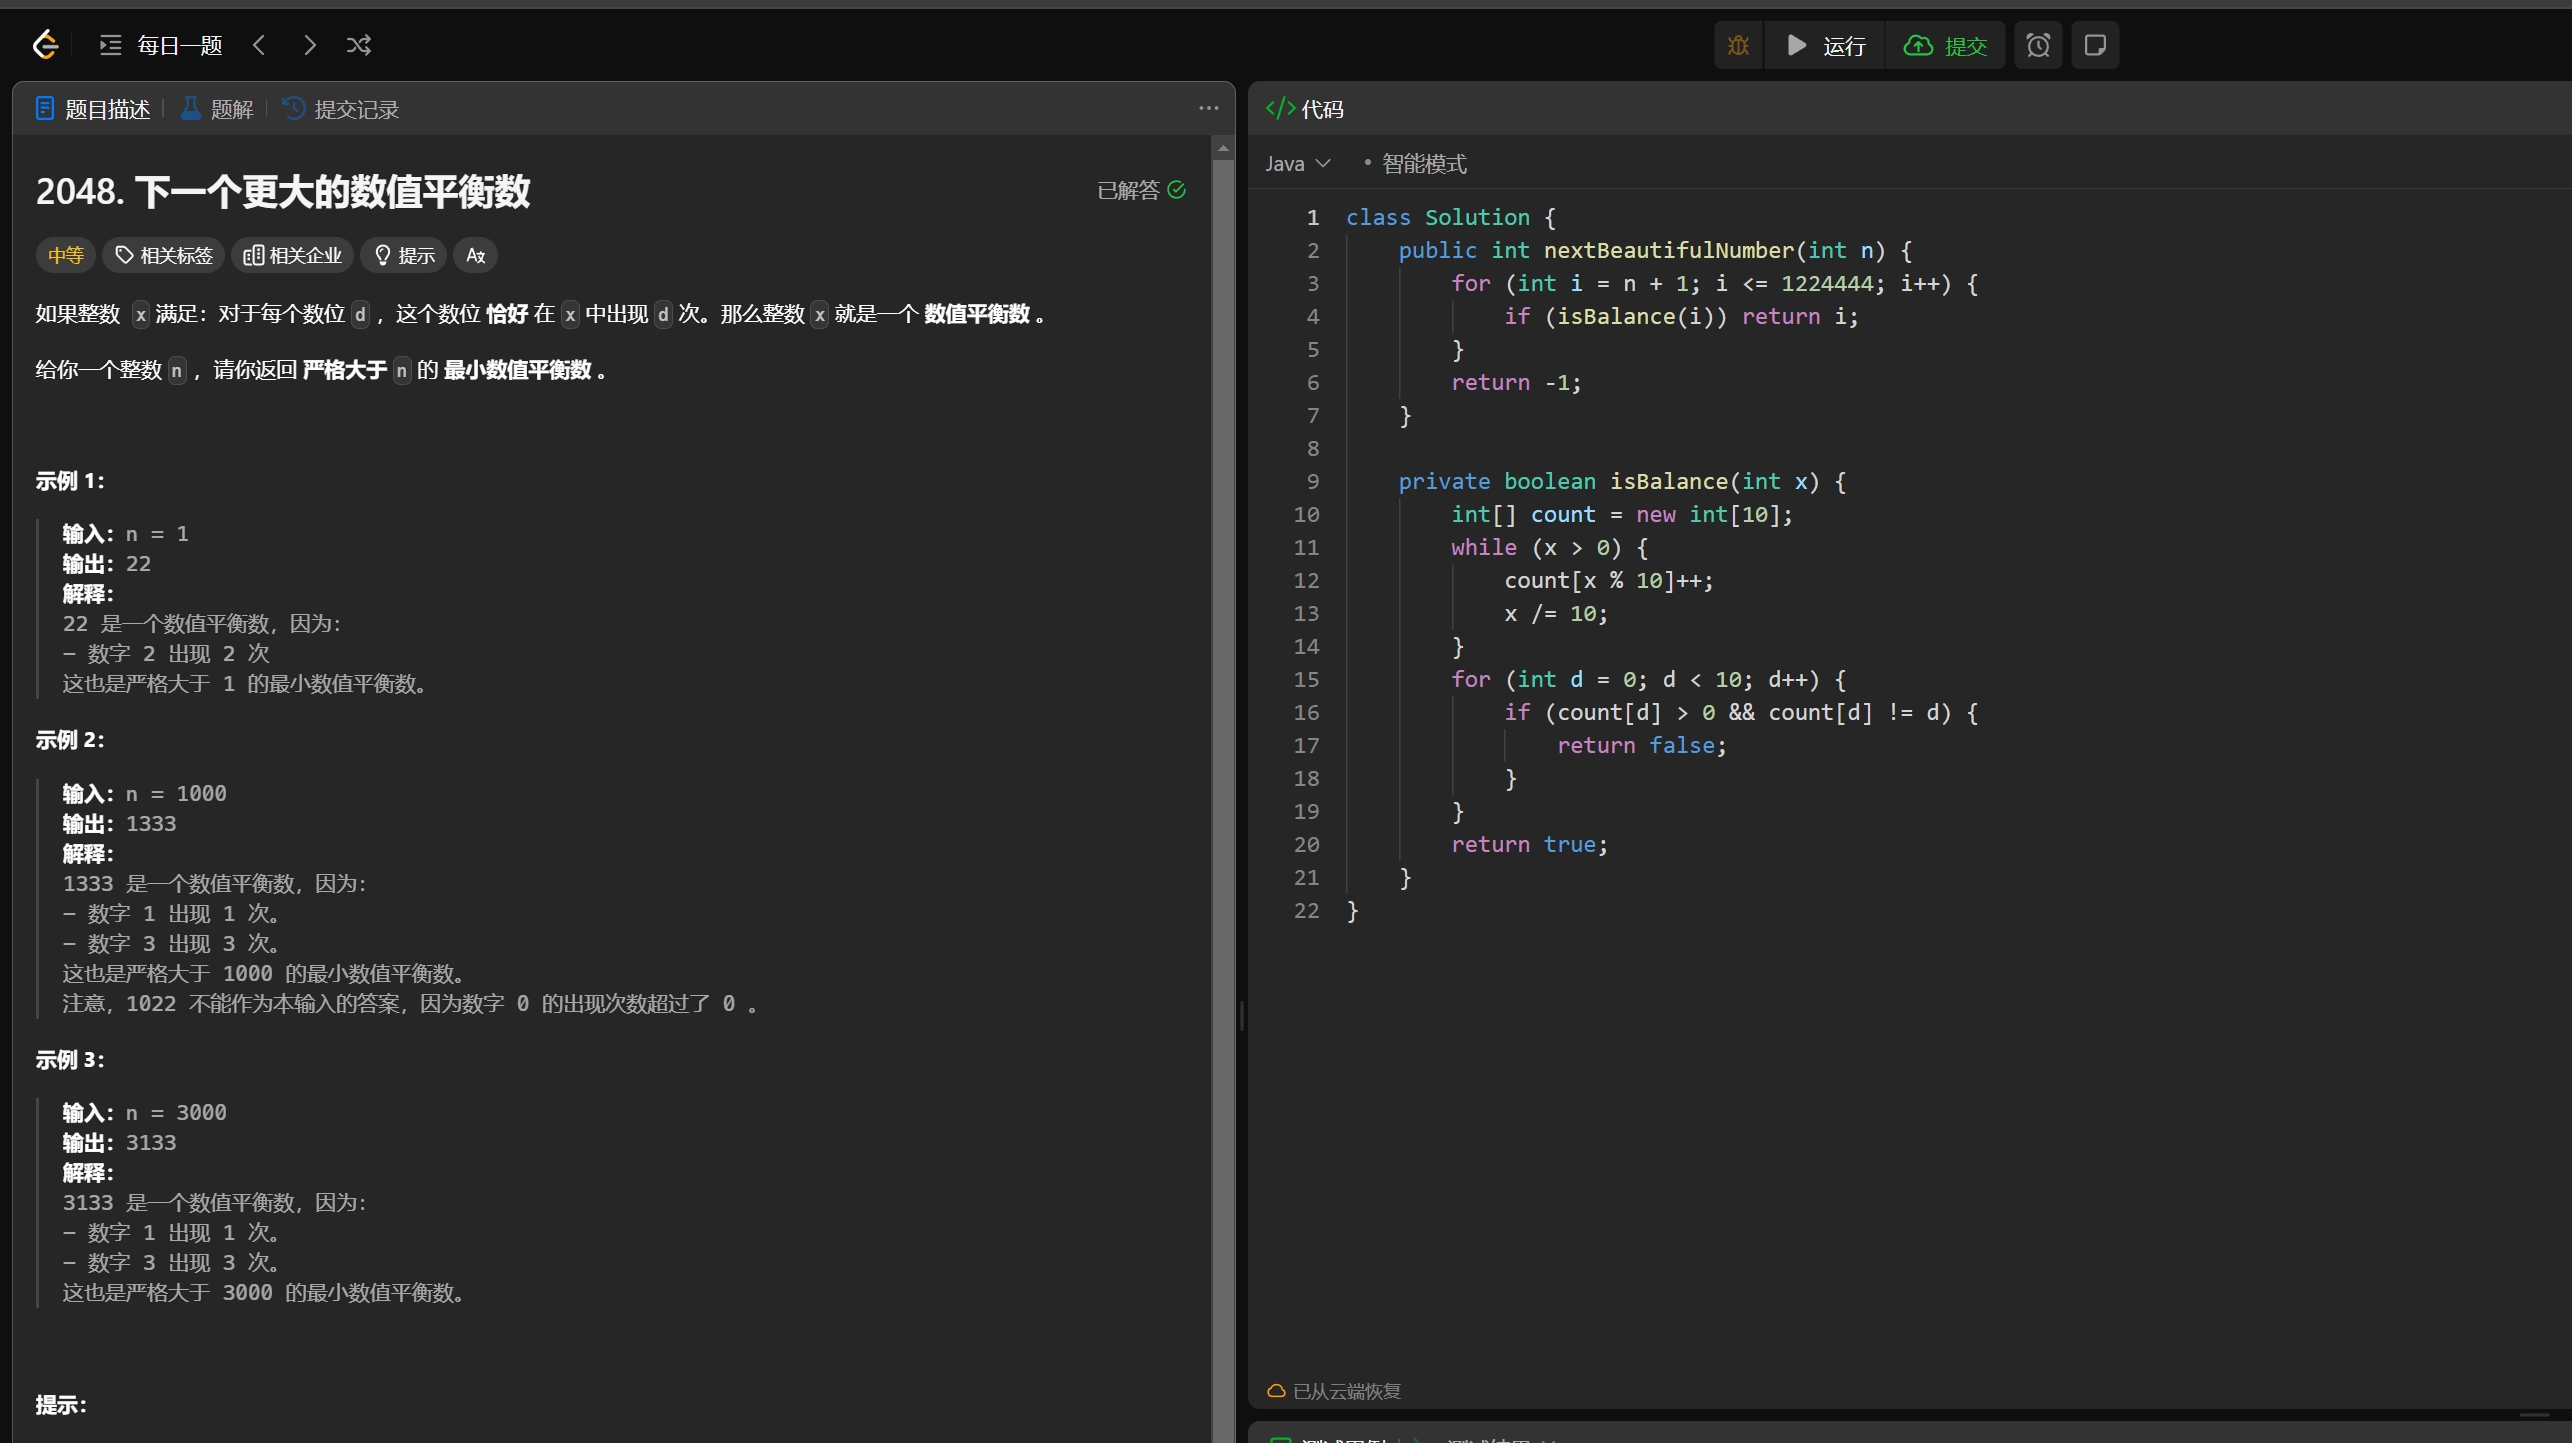 每日一题
运行
提交
题目描述
题解
提交记录
2048. 下一个更大的数值平衡数
已解答
中等
相关标签
相关企业
提示
如果整数 x 满足：对于每个数位 d ，这个数位 恰好 在 x 中出现 d 次。那么整数 x 就是一个 数值平衡数 。
给你一个整数 n ，请你返回 严格大于 n 的 最小数值平衡数 。
示例 1：
输入：n = 1
输出：22
解释：
22 是一个数值平衡数，因为：
- 数字 2 出现 2 次
这也是严格大于 1 的最小数值平衡数。
示例 2：
输入：n = 1000
输出：1333
解释：
1333 是一个数值平衡数，因为：
- 数字 1 出现 1 次。
- 数字 3 出现 3 次。
这也是严格大于 1000 的最小数值平衡数。
注意，1022 不能作为本输入的答案，因为数字 0 的出现次数超过了 0 。
示例 3：
输入：n = 3000
输出：3133
解释：
3133 是一个数值平衡数，因为：
- 数字 1 出现 1 次。
- 数字 3 出现 3 次。
这也是严格大于 3000 的最小数值平衡数。
提示：
代码
Java
• 智能模式
1 class Solution {
2     public int nextBeautifulNumber(int n) {
3         for (int i = n + 1; i <= 1224444; i++) {
4             if (isBalance(i)) return i;
5         }
6         return -1;
7     }
8
9     private boolean isBalance(int x) {
10         int[] count = new int[10];
11         while (x > 0) {
12             count[x % 10]++;
13             x /= 10;
14         }
15         for (int d = 0; d < 10; d++) {
16             if (count[d] > 0 && count[d] != d) {
17                 return false;
18             }
19         }
20         return true;
21     }
22 }
已从云端恢复